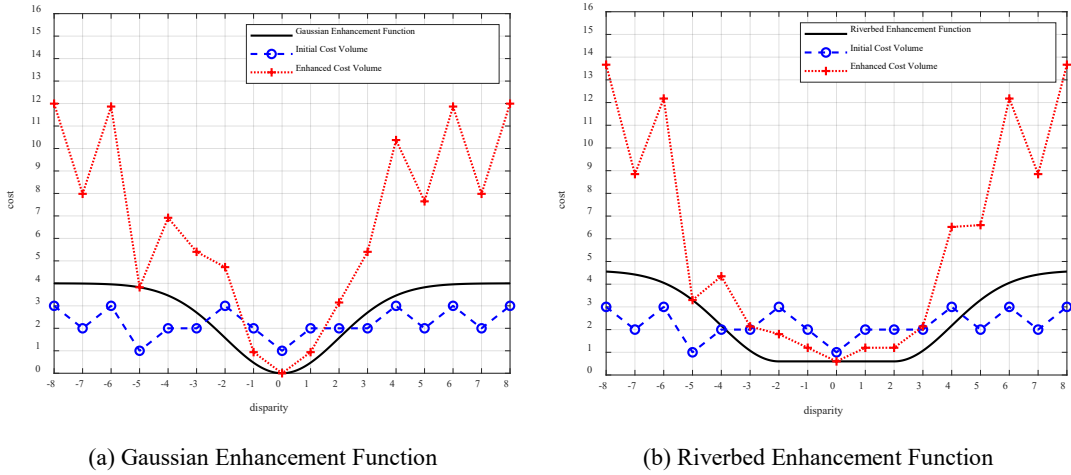 16
15
14
13
12
11
10
9
8
7
6
5
4
3
2
1
0
cost
Gaussian Enhancement Function
Initial Cost Volume
Enhanced Cost Volume
-8 -7 -6 -5 -4 -3 -2 -1 0 1 2 3 4 5 6 7 8
disparity
(a) Gaussian Enhancement Function
16
15
14
13
12
11
10
9
8
7
6
5
4
3
2
1
0
cost
Riverbed Enhancement Function
Initial Cost Volume
Enhanced Cost Volume
-8 -7 -6 -5 -4 -3 -2 -1 0 1 2 3 4 5 6 7 8
disparity
(b) Riverbed Enhancement Function